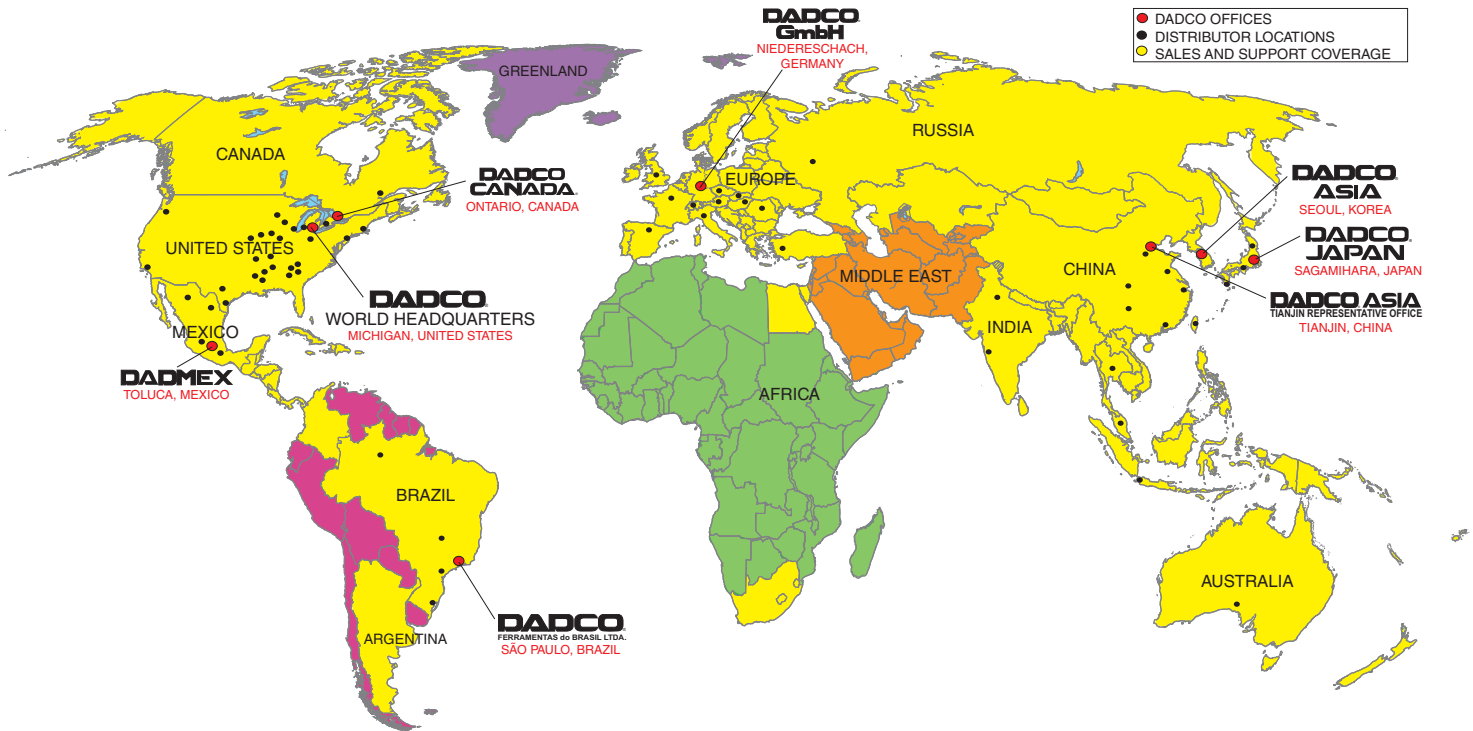 DADCO OFFICES
DISTRIBUTOR LOCATIONS
SALES AND SUPPORT COVERAGE
DADCO
GmbH
NIEDERESCHACH,
GERMANY
GREENLAND
CANADA
RUSSIA
EUROPE
DADCO
CANADA
ONTARIO, CANADA
DADCO
ASIA
SEOUL, KOREA
UNITED STATES
DADCO
JAPAN
SAGAMIHARA, JAPAN
MIDDLE EAST
CHINA
DADCO
WORLD HEADQUARTERS
MICHIGAN, UNITED STATES
DADCO ASIA
TIANJIN REPRESENTATIVE OFFICE
TIANJIN, CHINA
MEXICO
INDIA
DADMEX
TOLUCA, MEXICO
AFRICA
BRAZIL
AUSTRALIA
DADCO
FERRAMENTAS do BRASIL LTDA.
SÃO PAULO, BRAZIL
ARGENTINA